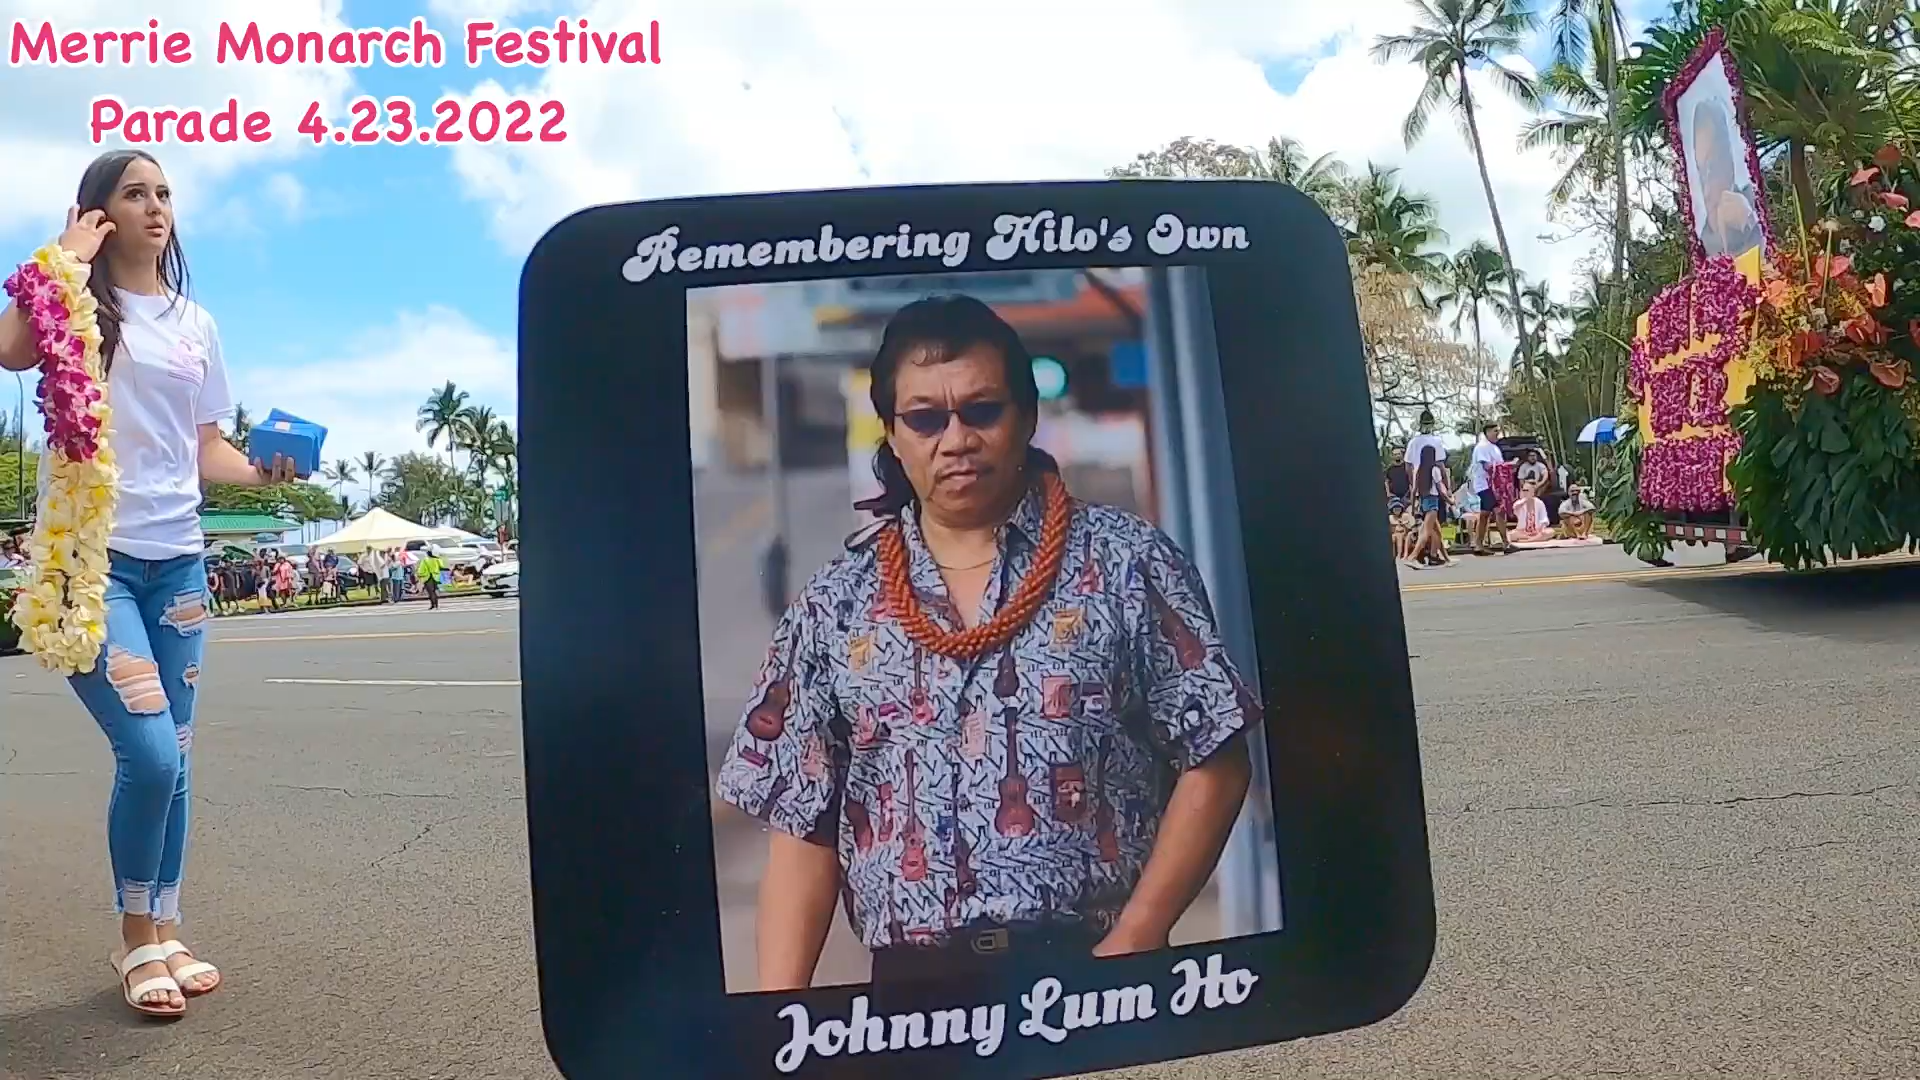 Merrie Monarch Festival
Parade 4.23.2022
Remembering Hilo's Own
Johnny Lum Ho